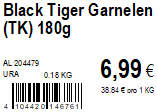 Black Tiger Garnelen
(TK) 180g
AL 204479
URA 0.18 KG
6,99 €
38.84 € pro 1 KG
4 104420 146761